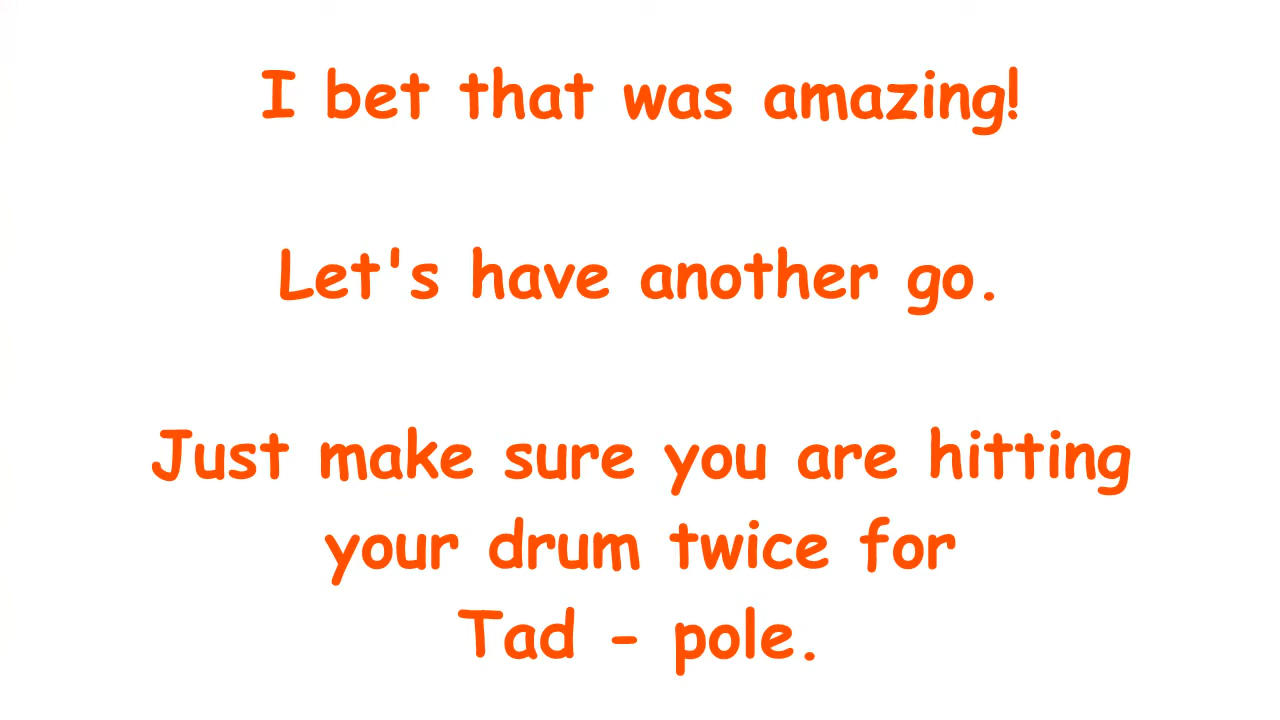 I bet that was amazing!
Let's have another go.
Just make sure you are hitting
your drum twice for
Tad - pole.